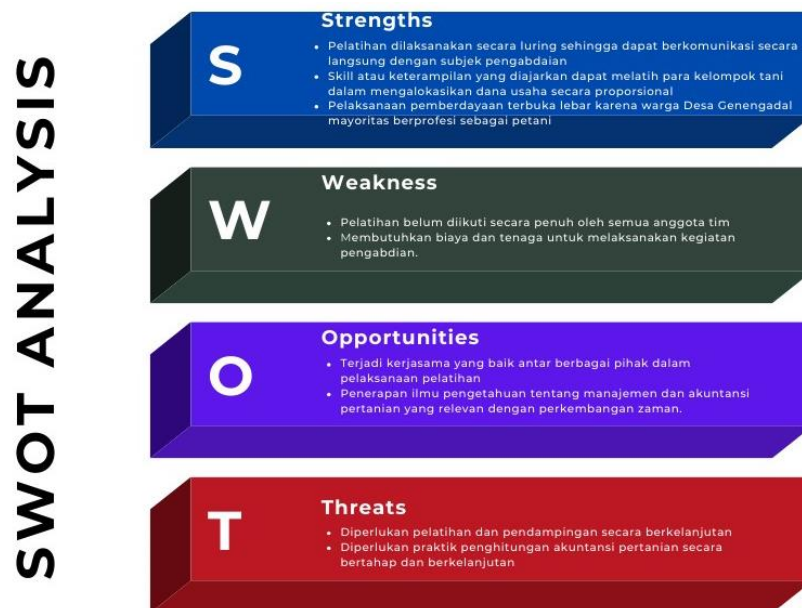 SWOT ANALYSIS
S
Strengths
• Pelatihan dilaksanakan secara luring sehingga dapat berkomunikasi secara
langsung dengan subjek pengabdaian
• Skill atau keterampilan yang diajarkan dapat melatih para kelompok tani
dalam mengalokasikan dana usaha secara proporsional
• Pelaksanaan pemberdayaan terbuka lebar karena warga Desa Genengadal
mayoritas berprofesi sebagai petani
W
Weakness
• Pelatihan belum diikuti secara penuh oleh semua anggota tim
• Membutuhkan biaya dan tenaga untuk melaksanakan kegiatan
pengabdian.
O
Opportunities
• Terjadi kerjasama yang baik antar berbagai pihak dalam
pelaksanaan pelatihan
• Penerapan ilmu pengetahuan tentang manajemen dan akuntansi
pertanian yang relevan dengan perkembangan zaman.
T
Threats
• Diperlukan pelatihan dan pendampingan secara berkelanjutan
• Diperlukan praktik penghitungan akuntansi pertanian secara
bertahap dan berkelanjutan